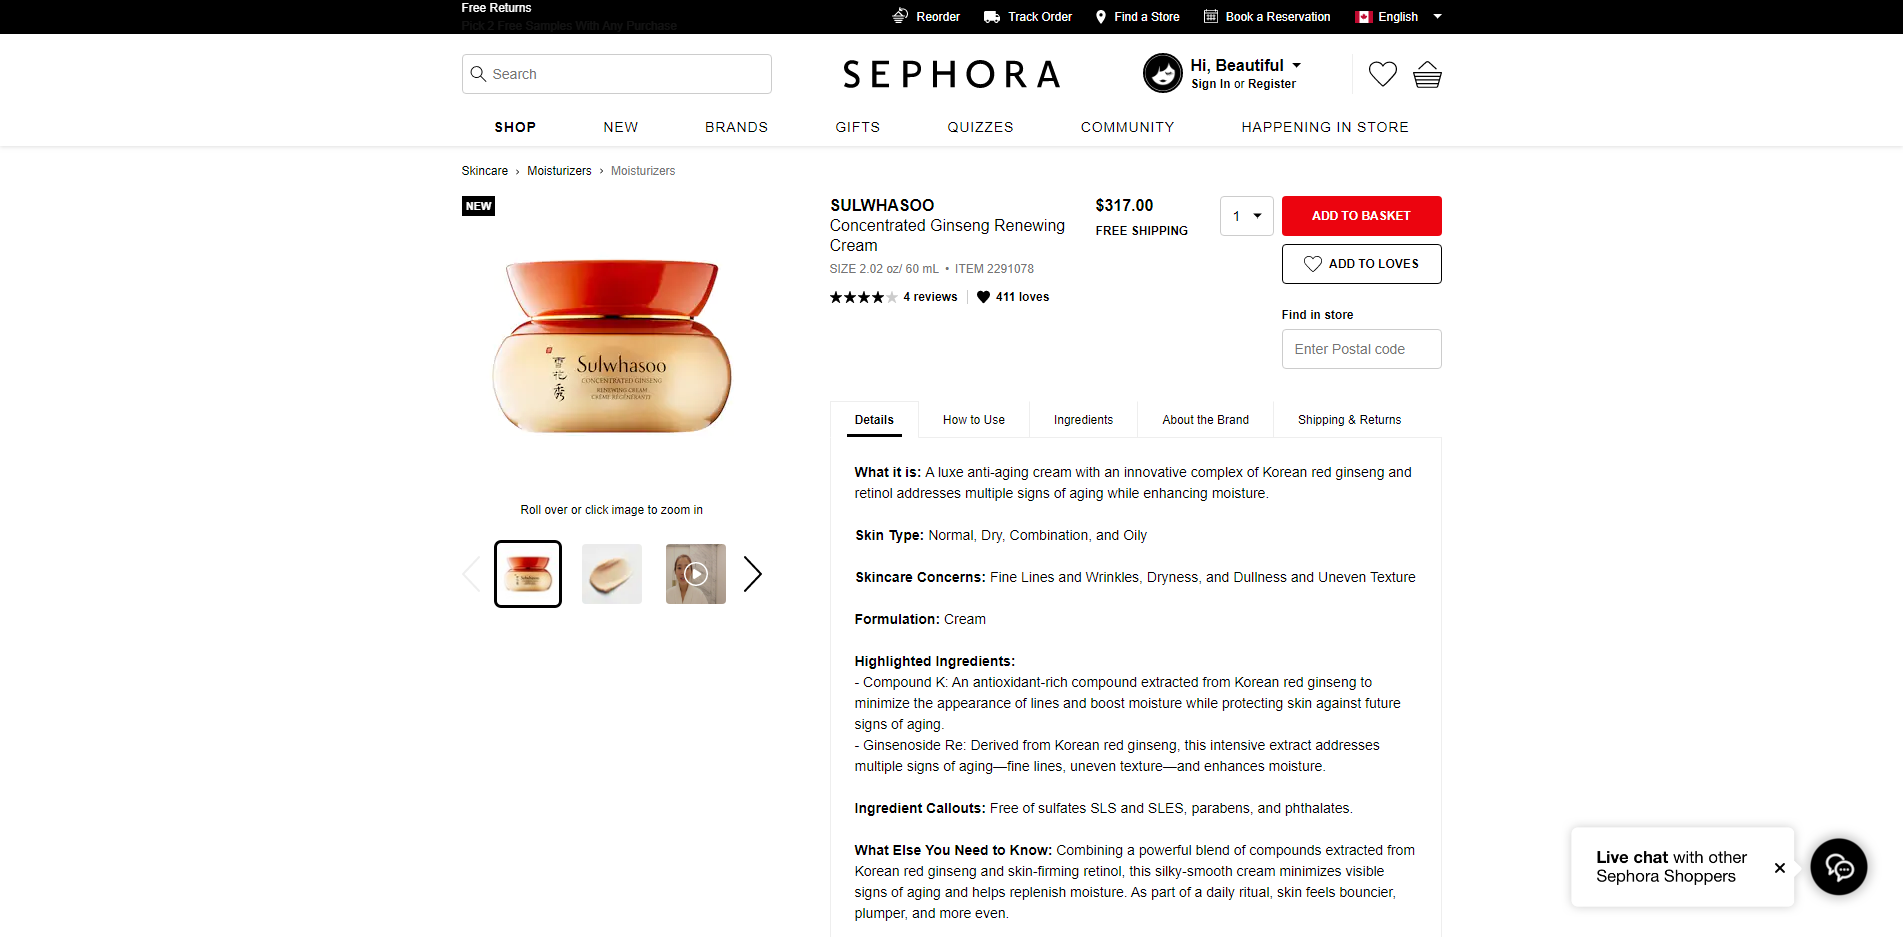 Free Returns
Pick 2 Free Samples With Any Purchase
Reorder
Track Order
Find a Store
Book a Reservation
English
Search
SEPHORA
Hi, Beautiful
Sign In or Register
SHOP
NEW
BRANDS
GIFTS
QUIZZES
COMMUNITY
HAPPENING IN STORE
Skincare › Moisturizers › Moisturizers
NEW
Sulwhasoo
CONCENTRATED GINSENG
RENEWING CREAM
CRÈME RÉGÉNÉRANTE
雪花秀
Roll over or click image to zoom in
SULWHASOO
Concentrated Ginseng Renewing
Cream
SIZE 2.02 oz/ 60 mL • ITEM 2291078
4 reviews
411 loves
$317.00
FREE SHIPPING
1
ADD TO BASKET
ADD TO LOVES
Find in store
Enter Postal code
Details
How to Use
Ingredients
About the Brand
Shipping & Returns
What it is: A luxe anti-aging cream with an innovative complex of Korean red ginseng and
retinol addresses multiple signs of aging while enhancing moisture.
Skin Type: Normal, Dry, Combination, and Oily
Skincare Concerns: Fine Lines and Wrinkles, Dryness, and Dullness and Uneven Texture
Formulation: Cream
Highlighted Ingredients:
- Compound K: An antioxidant-rich compound extracted from Korean red ginseng to
minimize the appearance of lines and boost moisture while protecting skin against future
signs of aging.
- Ginsenoside Re: Derived from Korean red ginseng, this intensive extract addresses
multiple signs of aging—fine lines, uneven texture—and enhances moisture.
Ingredient Callouts: Free of sulfates SLS and SLES, parabens, and phthalates.
What Else You Need to Know: Combining a powerful blend of compounds extracted from
Korean red ginseng and skin-firming retinol, this silky-smooth cream minimizes visible
signs of aging and helps replenish moisture. As part of a daily ritual, skin feels bouncier,
plumper, and more even.
Live chat with other
Sephora Shoppers